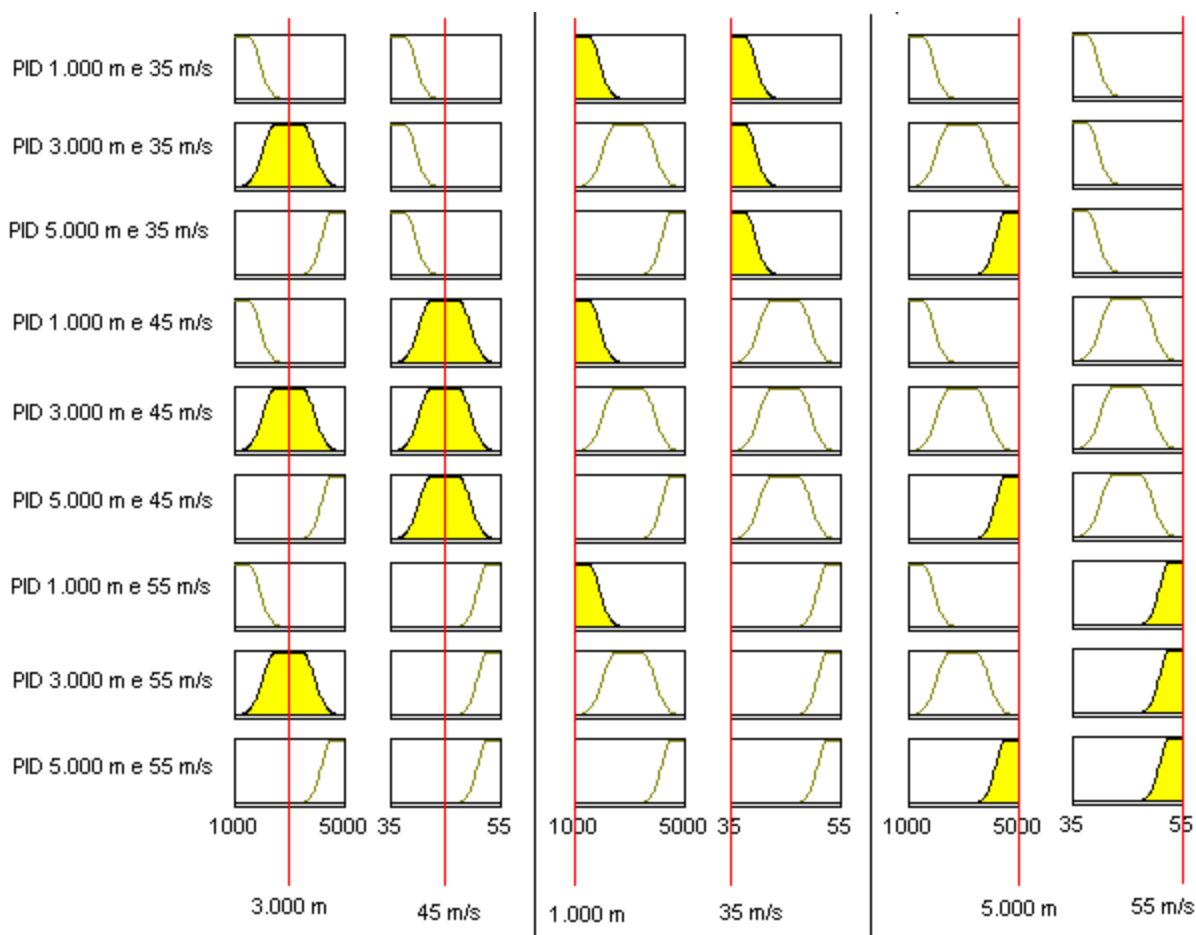 PID 1.000 m e 35 m/s
PID 3.000 m e 35 m/s
PID 5.000 m e 35 m/s
PID 1.000 m e 45 m/s
PID 3.000 m e 45 m/s
PID 5.000 m e 45 m/s
PID 1.000 m e 55 m/s
PID 3.000 m e 55 m/s
PID 5.000 m e 55 m/s
1000 5000 35 55 1000 5000 35 55 1000 5000 35 55
3.000 m 45 m/s 1.000 m 35 m/s 5.000 m 55 m/s